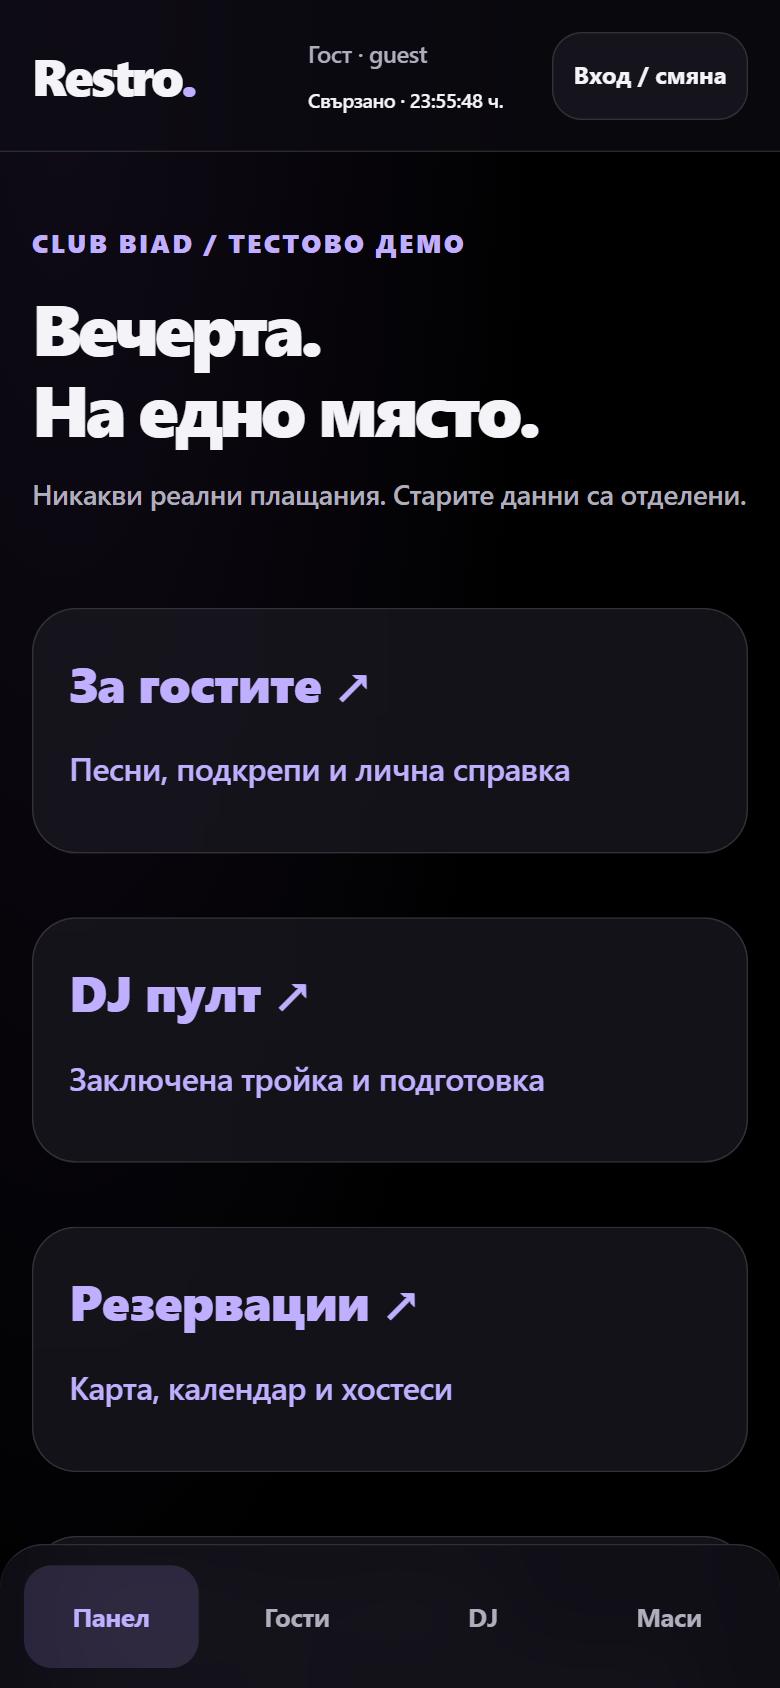 Restro.
Гост · guest
Свързано · 23:55:48 ч.
Вход / смяна
CLUB BIAD / ТЕСТОВО ДЕМО
Вечерта.
На едно място.
Никакви реални плащания. Старите данни са отделени.
За гостите ↗
Песни, подкрепи и лична справка
DJ пулт ↗
Заключена тройка и подготовка
Резервации ↗
Карта, календар и хостеси
Панел
Гости
DJ
Маси